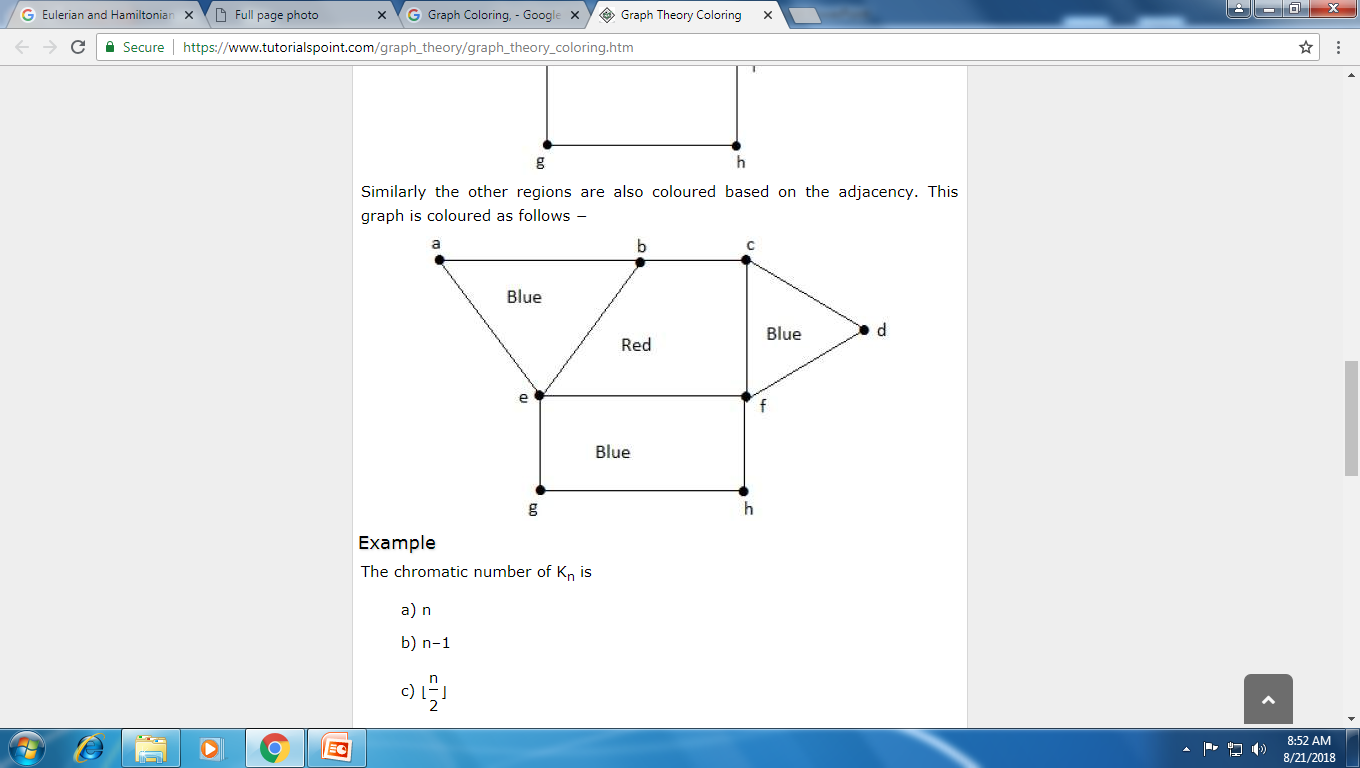 Eulerian and Hamiltonian
Full page photo
Graph Coloring, - Google
Graph Theory Coloring
Secure
https://www.tutorialspoint.com/graph_theory/graph_theory_coloring.htm
g h
Similarly the other regions are also coloured based on the adjacency. This
graph is coloured as follows −
a b c
Blue
Red
Blue
d
e
f
Blue
g h
Example
The chromatic number of Kn is
a) n
b) n−1
c) ⌊n/2⌋
8:52 AM
8/21/2018